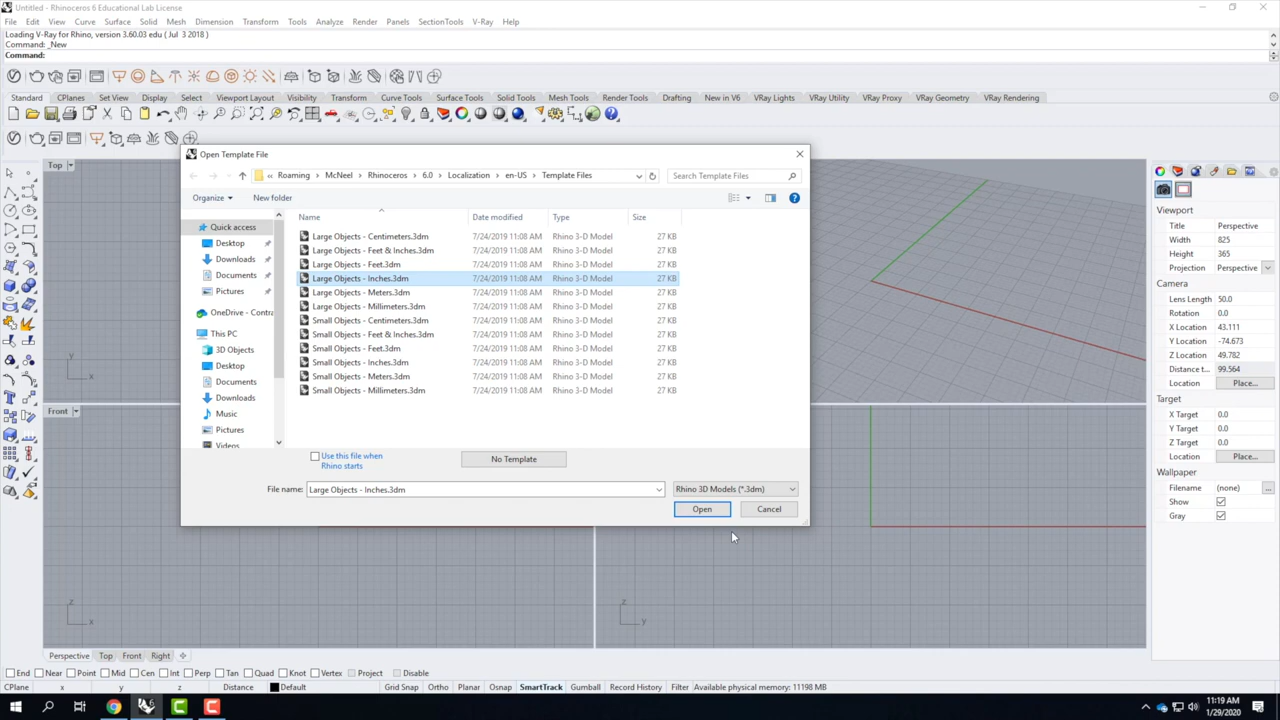 Untitled - Rhinoceros 6 Educational Lab License
File Edit View Curve Surface Solid Mesh Dimension Transform Tools Analyze Render Panels SectionTools V-Ray Help
Loading V-Ray for Rhino, version 3.60.03 edu ( Jul 3 2018 )
Command: _New
Command:
Standard CPlanes Set View Display Select Viewport Layout Visibility Transform Curve Tools Surface Tools Solid Tools Mesh Tools Render Tools Drafting New in V6 VRay Lights VRay Utility VRay Proxy VRay Geometry VRay Rendering
Top
Open Template File
« Roaming McNeel Rhinoceros 6.0 Localization en-US Template Files
Search Template Files
Organize New folder
Name Date modified Type Size
Large Objects - Centimeters.3dm 7/24/2019 11:08 AM Rhino 3-D Model 27 KB
Large Objects - Feet & Inches.3dm 7/24/2019 11:08 AM Rhino 3-D Model 27 KB
Large Objects - Feet.3dm 7/24/2019 11:08 AM Rhino 3-D Model 27 KB
Large Objects - Inches.3dm 7/24/2019 11:08 AM Rhino 3-D Model 27 KB
Large Objects - Meters.3dm 7/24/2019 11:08 AM Rhino 3-D Model 27 KB
Large Objects - Millimeters.3dm 7/24/2019 11:08 AM Rhino 3-D Model 27 KB
Small Objects - Centimeters.3dm 7/24/2019 11:08 AM Rhino 3-D Model 27 KB
Small Objects - Feet & Inches.3dm 7/24/2019 11:08 AM Rhino 3-D Model 27 KB
Small Objects - Feet.3dm 7/24/2019 11:08 AM Rhino 3-D Model 27 KB
Small Objects - Inches.3dm 7/24/2019 11:08 AM Rhino 3-D Model 27 KB
Small Objects - Meters.3dm 7/24/2019 11:08 AM Rhino 3-D Model 27 KB
Small Objects - Millimeters.3dm 7/24/2019 11:08 AM Rhino 3-D Model 27 KB
Quick access
Desktop
Downloads
Documents
Pictures
OneDrive - Contra
This PC
3D Objects
Desktop
Documents
Downloads
Music
Pictures
Videos
Use this file when
Rhino starts
No Template
File name: Large Objects - Inches.3dm
Rhino 3D Models (*.3dm)
Open Cancel
y
x
Front
z
x
z
y
Viewport
Title Perspective
Width 825
Height 365
Projection Perspective
Camera
Lens Length 50.0
Rotation 0.0
X Location 43.111
Y Location -74.673
Z Location 49.782
Distance t... 99.564
Location Place...
Target
X Target 0.0
Y Target 0.0
Z Target 0.0
Location Place...
Wallpaper
Filename (none) ...
Show
Gray
Perspective Top Front Right
End Near Point Mid Cen Int Perp Tan Quad Knot Vertex Project Disable
CPlane x y z Distance Default Grid Snap Ortho Planar Osnap SmartTrack Gumball Record History Filter Available physical memory: 11198 MB
11:19 AM
1/29/2020